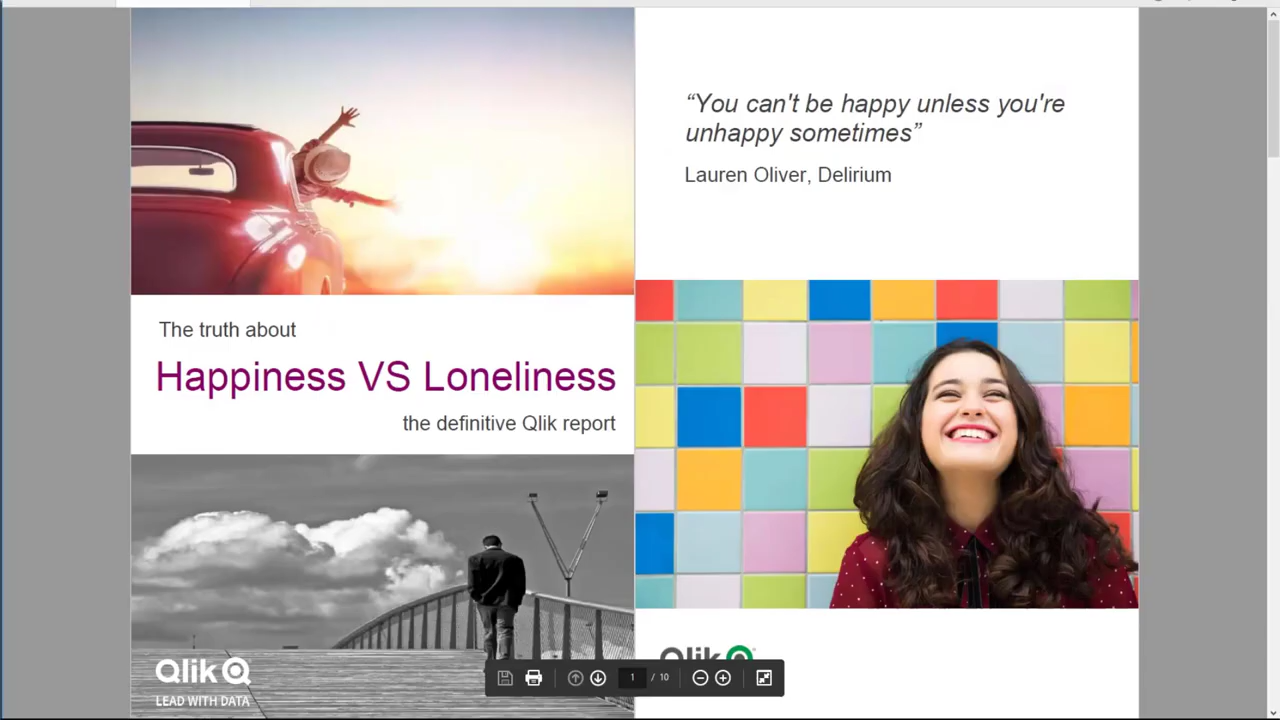 The truth about
Happiness VS Loneliness
the definitive Qlik report
Qlik
LEAD WITH DATA
“You can't be happy unless you're
unhappy sometimes”
Lauren Oliver, Delirium
Qlik
1 / 10